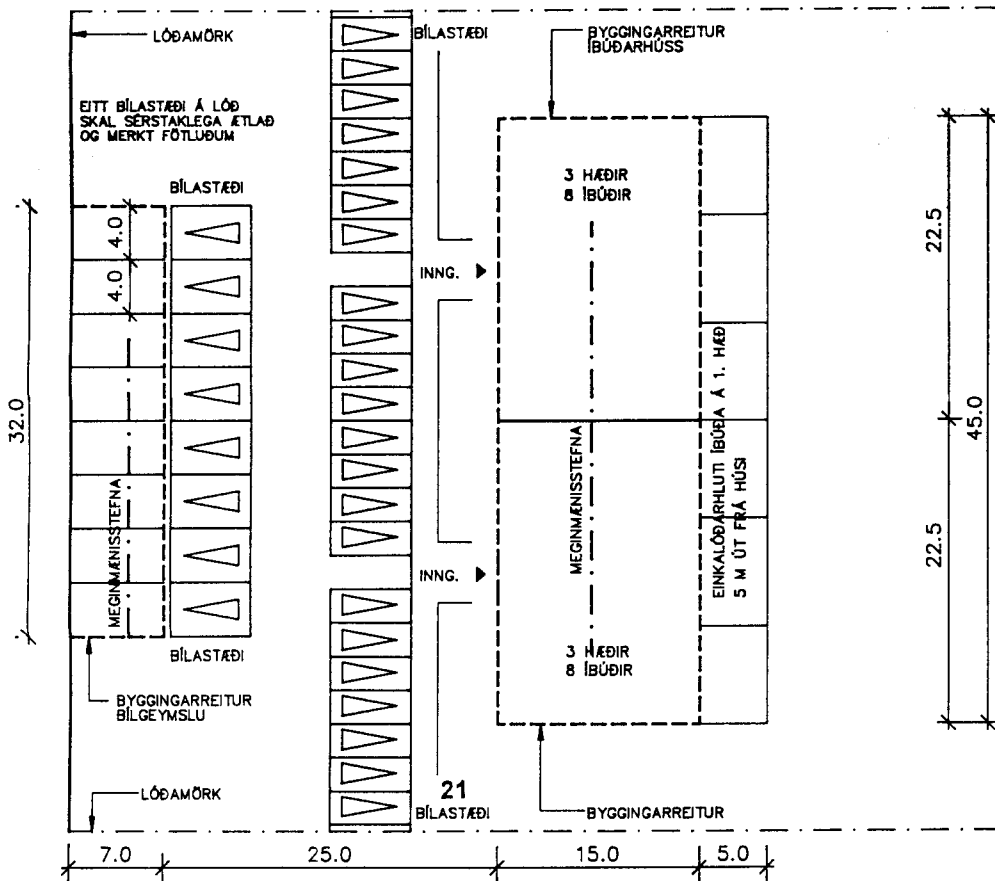 LÓÐAMÖRK
BÍLASTÆÐI
BYGGINGARREITUR
ÍBÚÐARHÚSS
EITT BÍLASTÆÐI Á LÓÐ
SKAL SÉRSTAKLEGA ÆTLAÐ
OG MERKT FÖTLUÐUM
BÍLASTÆÐI
3 HÆÐIR
8 ÍBÚÐIR
4.0
4.0
32.0
INNG.
22.5
45.0
22.5
MEGINMÆNISSTEFNA
MEGINMÆNISSTEFNA
EINKALÓÐARHLUTI ÍBÚÐA Á 1. HÆÐ
5 M ÚT FRÁ HÚSI
INNG.
3 HÆÐIR
8 ÍBÚÐIR
BÍLASTÆÐI
BYGGINGARREITUR
BÍLGEYMSLU
LÓÐAMÖRK
21
BÍLASTÆÐI
BYGGINGARREITUR
7.0
25.0
15.0
5.0